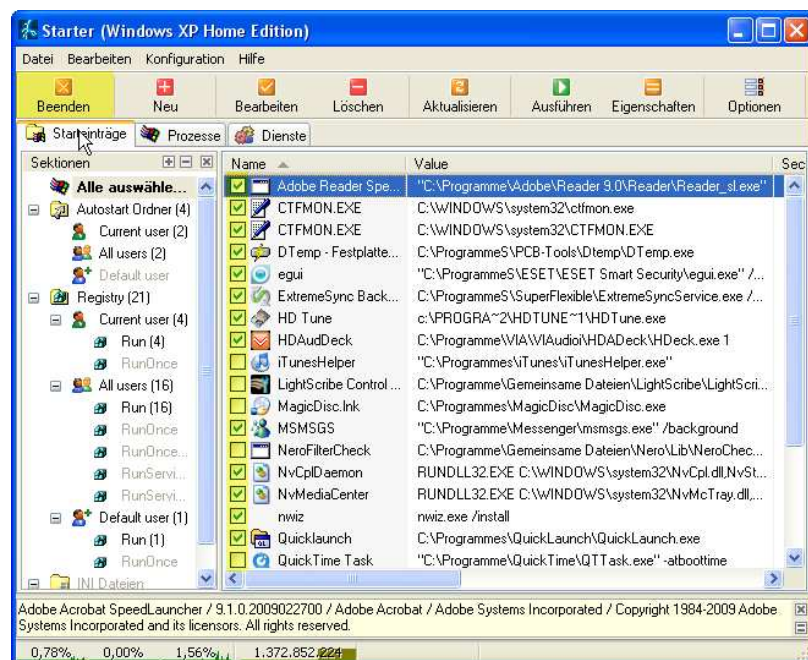 Starter (Windows XP Home Edition)
Datei Bearbeiten Konfiguration Hilfe
Beenden Neu Bearbeiten Löschen Aktualisieren Ausführen Eigenschaften Optionen
Starteinträge Prozesse Dienste
Sektionen
Alle auswähle...
Autostart Ordner (4)
Current user (2)
All users (2)
Default user
Registry (21)
Current user (4)
Run (4)
RunOnce
All users (16)
Run (16)
RunOnce
RunOnce...
RunServi...
RunServi...
Default user (1)
Run (1)
RunOnce
INI Dateien
Name Value Sec
Adobe Reader Spe... "C:\Programme\Adobe\Reader 9.0\Reader\Reader_sl.exe"
CTFMON.EXE C:\WINDOWS\system32\ctfmon.exe
CTFMON.EXE C:\WINDOWS\system32\CTFMON.EXE
DTemp - Festplatte... C:\ProgrammeS\PCB-Tools\Dtemp\DTemp.exe
egui "C:\ProgrammeS\ESET\ESET Smart Security\egui.exe" /...
ExtremeSync Back... C:\ProgrammeS\SuperFlexible\ExtremeSyncService.exe /...
HD Tune c:\PROGRA~2\HDTUNE~1\HDTune.exe
HDAudDeck C:\Programme\VIA\VIAudioi\HDADeck\HDeck.exe 1
iTunesHelper "C:\Programmes\iTunes\iTunesHelper.exe"
LightScribe Control ... C:\Programme\Gemeinsame Dateien\LightScribe\LightScri...
MagicDisc.lnk C:\Programmes\MagicDisc\MagicDisc.exe
MSMSGS "C:\Programme\Messenger\msmsgs.exe" /background
NeroFilterCheck C:\Programme\Gemeinsame Dateien\Nero\Lib\NeroChec...
NvCplDaemon RUNDLL32.EXE C:\WINDOWS\system32\NvCpl.dll,NvSt...
NvMediaCenter RUNDLL32.EXE C:\WINDOWS\system32\NvMcTray.dll,...
nwiz nwiz.exe /install
Quicklaunch C:\Programmes\QuickLaunch\QuickLaunch.exe
QuickTime Task "C:\Programme\QuickTime\QTTask.exe" -atboottime
Adobe Acrobat SpeedLauncher / 9.1.0.2009022700 / Adobe Acrobat / Adobe Systems Incorporated / Copyright 1984-2009 Adobe
Systems Incorporated and its licensors. All rights reserved.
0,78% 0,00% 1,56% 1.372.852.224